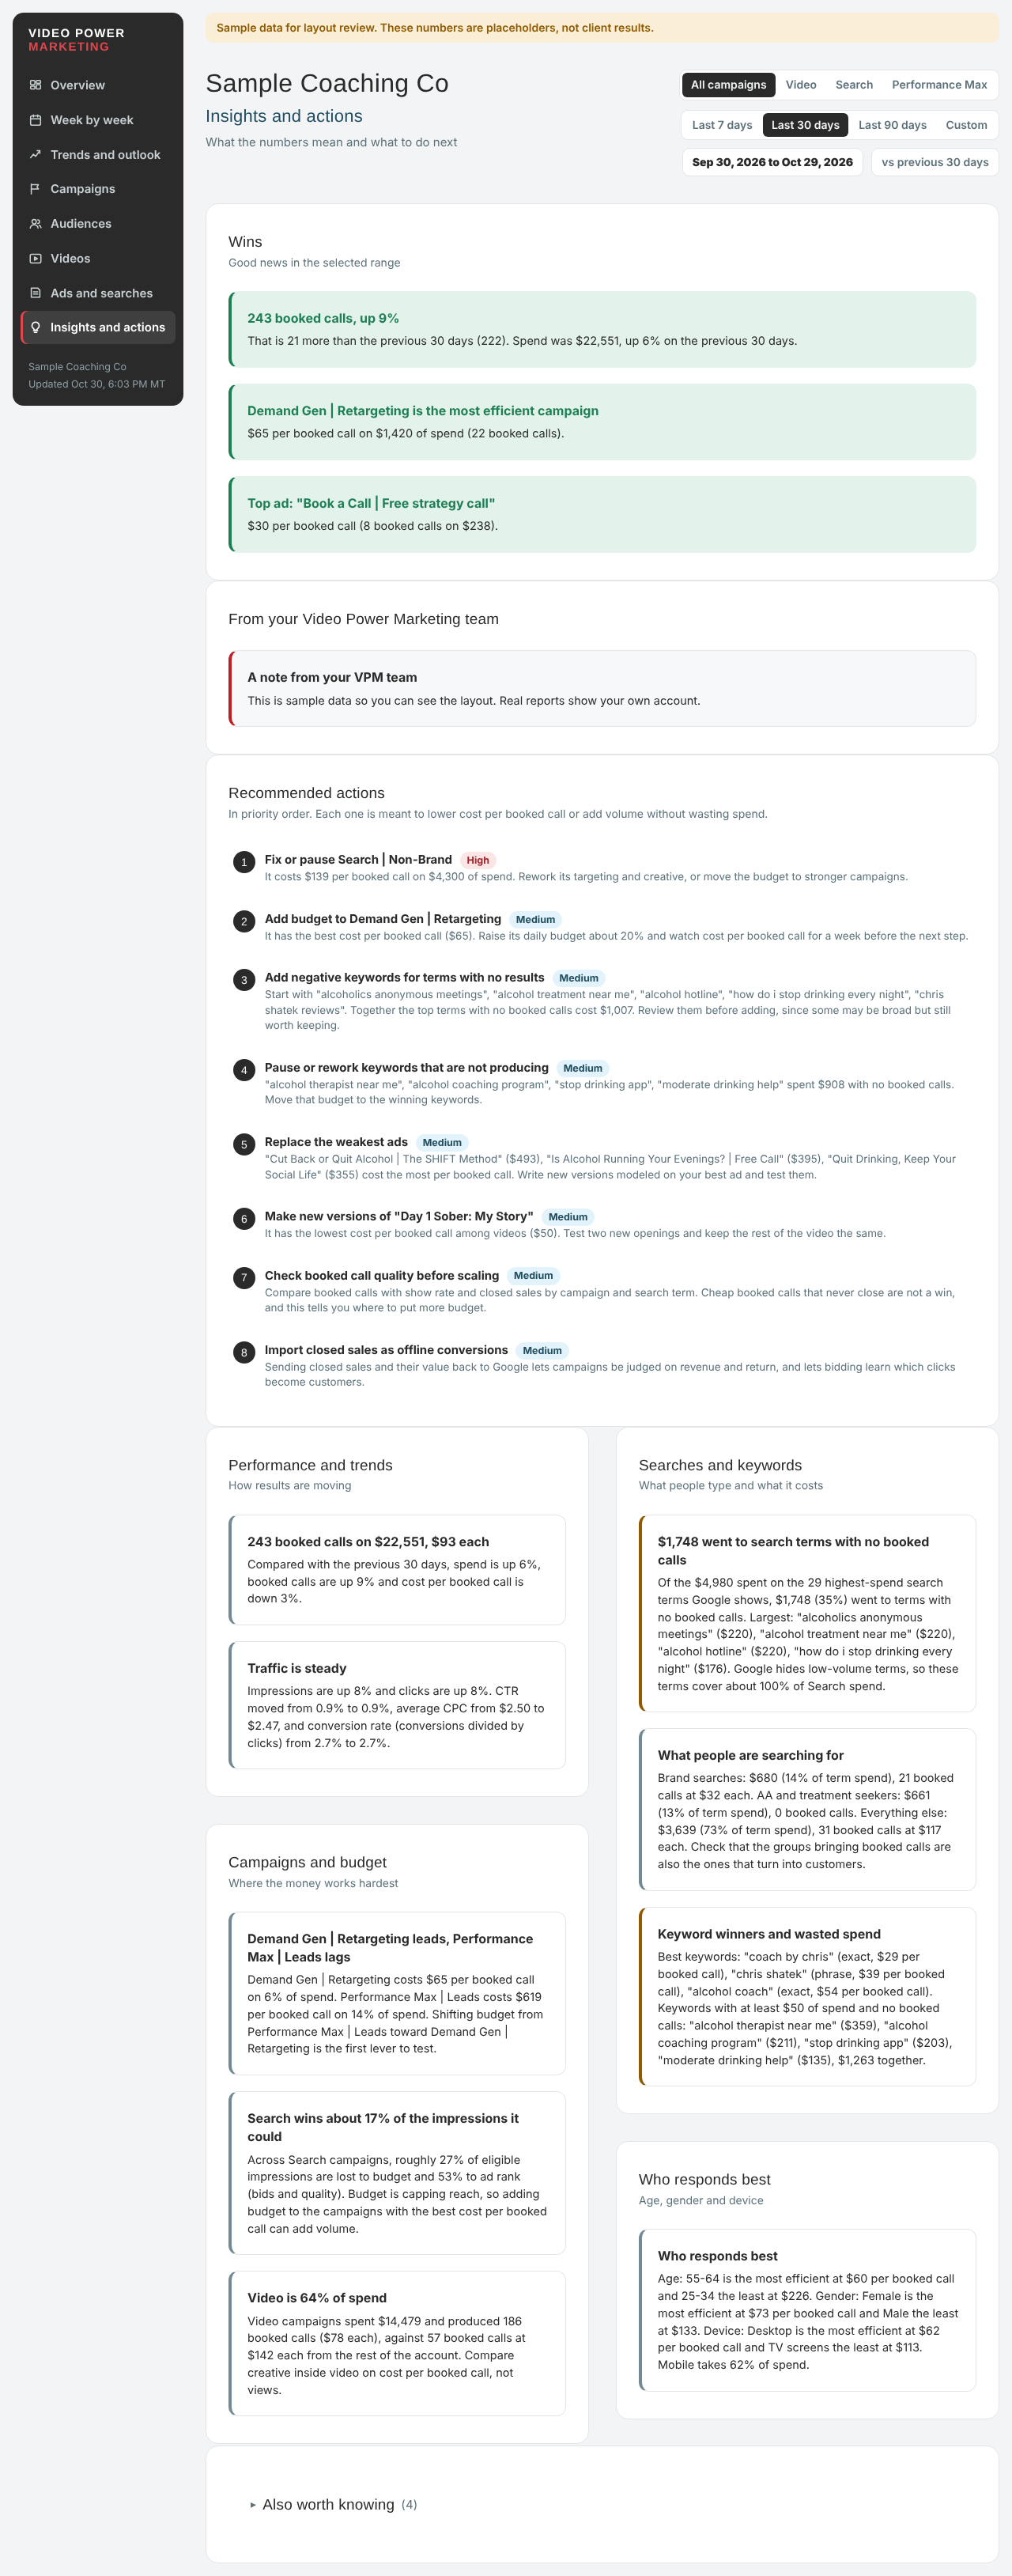 VIDEO POWER
MARKETING
Overview
Week by week
Trends and outlook
Campaigns
Audiences
Videos
Ads and searches
Insights and actions
Sample Coaching Co
Updated Oct 30, 6:03 PM MT
Sample data for layout review. These numbers are placeholders, not client results.
Sample Coaching Co
Insights and actions
What the numbers mean and what to do next
All campaigns Video Search Performance Max
Last 7 days Last 30 days Last 90 days Custom
Sep 30, 2026 to Oct 29, 2026 vs previous 30 days
Wins
Good news in the selected range
243 booked calls, up 9%
That is 21 more than the previous 30 days (222). Spend was $22,551, up 6% on the previous 30 days.
Demand Gen | Retargeting is the most efficient campaign
$65 per booked call on $1,420 of spend (22 booked calls).
Top ad: "Book a Call | Free strategy call"
$30 per booked call (8 booked calls on $238).
From your Video Power Marketing team
A note from your VPM team
This is sample data so you can see the layout. Real reports show your own account.
Recommended actions
In priority order. Each one is meant to lower cost per booked call or add volume without wasting spend.
1 Fix or pause Search | Non-Brand High
It costs $139 per booked call on $4,300 of spend. Rework its targeting and creative, or move the budget to stronger campaigns.
2 Add budget to Demand Gen | Retargeting Medium
It has the best cost per booked call ($65). Raise its daily budget about 20% and watch cost per booked call for a week before the next step.
3 Add negative keywords for terms with no results Medium
Start with "alcoholics anonymous meetings", "alcohol treatment near me", "alcohol hotline", "how do i stop drinking every night", "chris
shatek reviews". Together the top terms with no booked calls cost $1,007. Review them before adding, since some may be broad but still
worth keeping.
4 Pause or rework keywords that are not producing Medium
"alcohol therapist near me", "alcohol coaching program", "stop drinking app", "moderate drinking help" spent $908 with no booked calls.
Move that budget to the winning keywords.
5 Replace the weakest ads Medium
"Cut Back or Quit Alcohol | The SHIFT Method" ($493), "Is Alcohol Running Your Evenings? | Free Call" ($395), "Quit Drinking, Keep Your
Social Life" ($355) cost the most per booked call. Write new versions modeled on your best ad and test them.
6 Make new versions of "Day 1 Sober: My Story" Medium
It has the lowest cost per booked call among videos ($50). Test two new openings and keep the rest of the video the same.
7 Check booked call quality before scaling Medium
Compare booked calls with show rate and closed sales by campaign and search term. Cheap booked calls that never close are not a win,
and this tells you where to put more budget.
8 Import closed sales as offline conversions Medium
Sending closed sales and their value back to Google lets campaigns be judged on revenue and return, and lets bidding learn which clicks
become customers.
Performance and trends
How results are moving
243 booked calls on $22,551, $93 each
Compared with the previous 30 days, spend is up 6%,
booked calls are up 9% and cost per booked call is
down 3%.
Traffic is steady
Impressions are up 8% and clicks are up 8%. CTR
moved from 0.9% to 0.9%, average CPC from $2.50 to
$2.47, and conversion rate (conversions divided by
clicks) from 2.7% to 2.7%.
Campaigns and budget
Where the money works hardest
Demand Gen | Retargeting leads, Performance
Max | Leads lags
Demand Gen | Retargeting costs $65 per booked call
on 6% of spend. Performance Max | Leads costs $619
per booked call on 14% of spend. Shifting budget from
Performance Max | Leads toward Demand Gen |
Retargeting is the first lever to test.
Search wins about 17% of the impressions it
could
Across Search campaigns, roughly 27% of eligible
impressions are lost to budget and 53% to ad rank
(bids and quality). Budget is capping reach, so adding
budget to the campaigns with the best cost per booked
call can add volume.
Video is 64% of spend
Video campaigns spent $14,479 and produced 186
booked calls ($78 each), against 57 booked calls at
$142 each from the rest of the account. Compare
creative inside video on cost per booked call, not
views.
Searches and keywords
What people type and what it costs
$1,748 went to search terms with no booked
calls
Of the $4,980 spent on the 29 highest-spend search
terms Google shows, $1,748 (35%) went to terms with
no booked calls. Largest: "alcoholics anonymous
meetings" ($220), "alcohol treatment near me" ($220),
"alcohol hotline" ($220), "how do i stop drinking every
night" ($176). Google hides low-volume terms, so these
terms cover about 100% of Search spend.
What people are searching for
Brand searches: $680 (14% of term spend), 21 booked
calls at $32 each. AA and treatment seekers: $661
(13% of term spend), 0 booked calls. Everything else:
$3,639 (73% of term spend), 31 booked calls at $117
each. Check that the groups bringing booked calls are
also the ones that turn into customers.
Keyword winners and wasted spend
Best keywords: "coach by chris" (exact, $29 per
booked call), "chris shatek" (phrase, $39 per booked
call), "alcohol coach" (exact, $54 per booked call).
Keywords with at least $50 of spend and no booked
calls: "alcohol therapist near me" ($359), "alcohol
coaching program" ($211), "stop drinking app" ($203),
"moderate drinking help" ($135), $1,263 together.
Who responds best
Age, gender and device
Who responds best
Age: 55-64 is the most efficient at $60 per booked call
and 25-34 the least at $226. Gender: Female is the
most efficient at $73 per booked call and Male the least
at $133. Device: Desktop is the most efficient at $62
per booked call and TV screens the least at $113.
Mobile takes 62% of spend.
Also worth knowing (4)